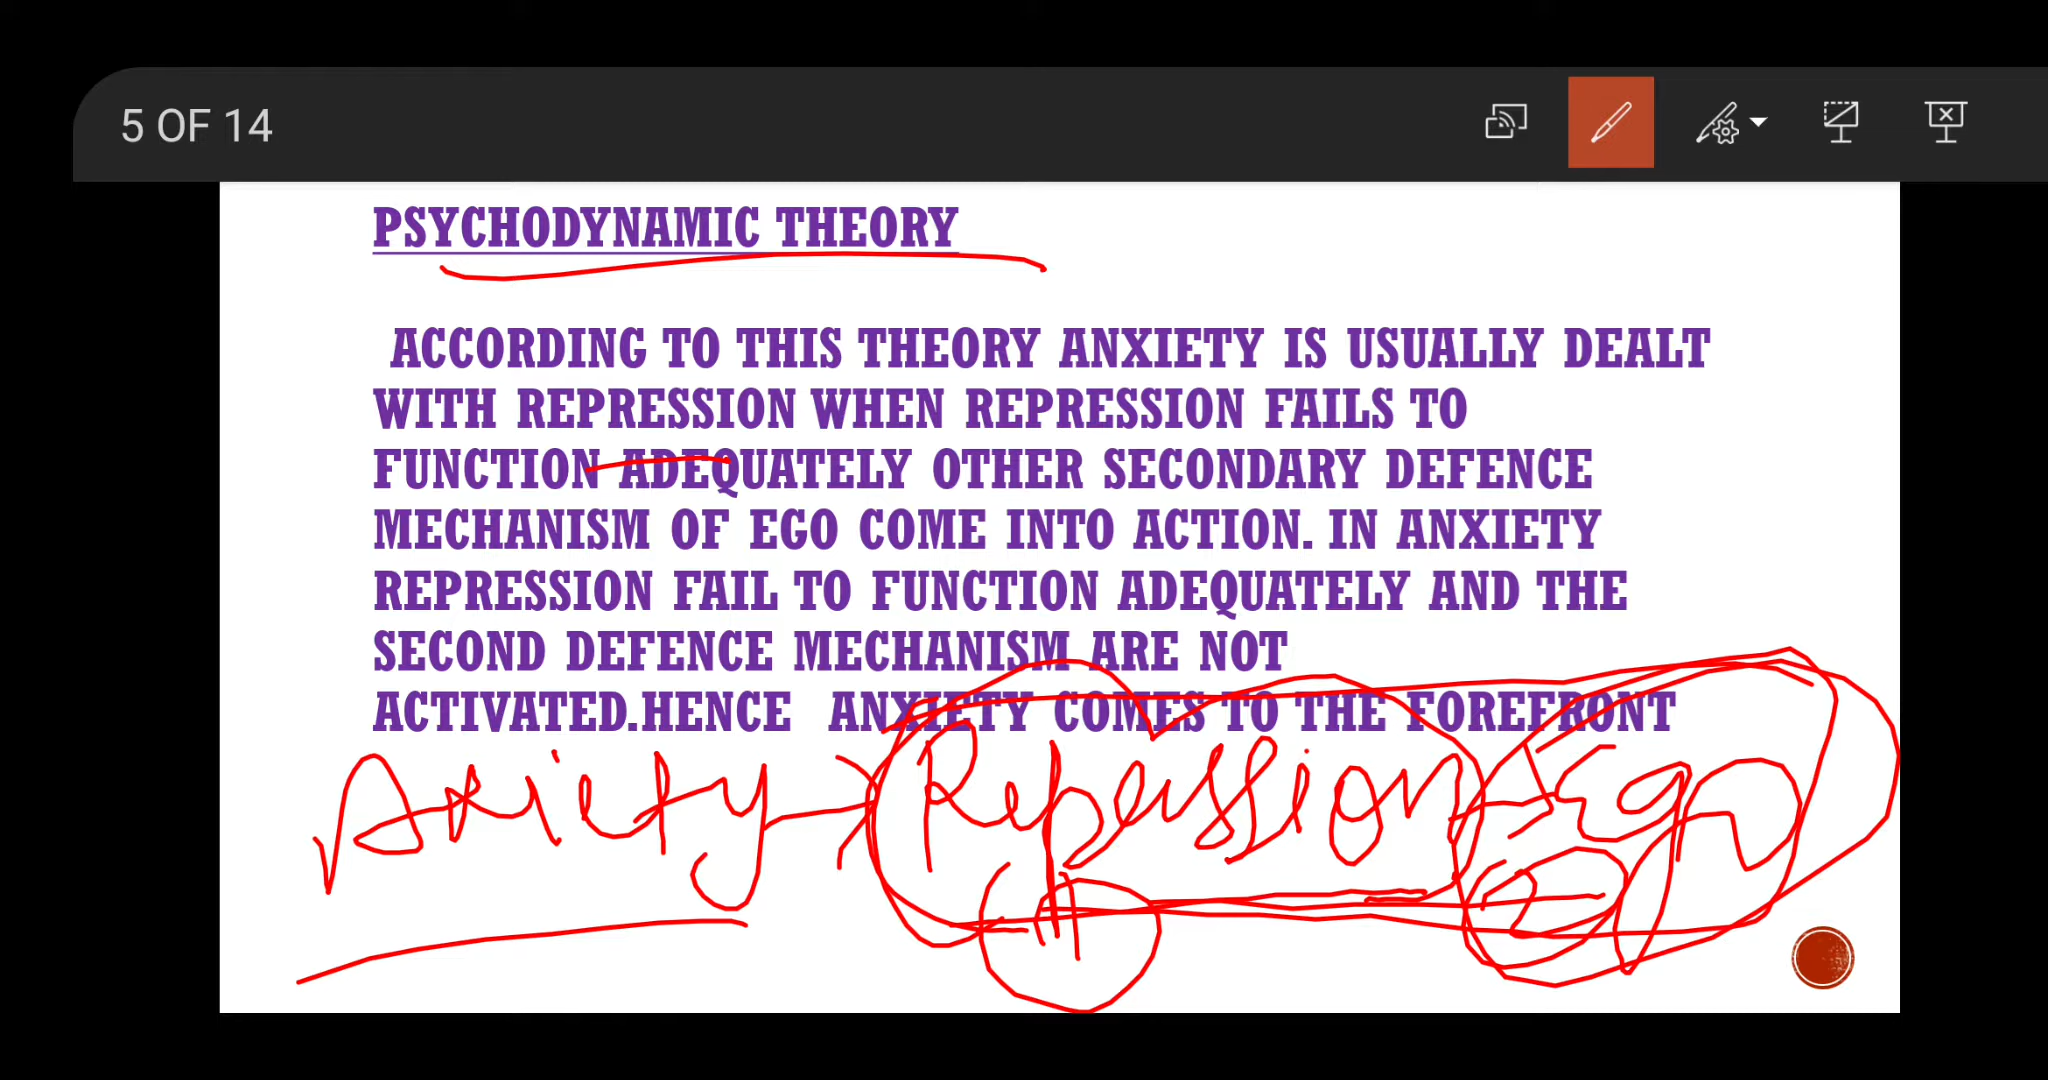 5 OF 14
PSYCHODYNAMIC THEORY
ACCORDING TO THIS THEORY ANXIETY IS USUALLY DEALT
WITH REPRESSION WHEN REPRESSION FAILS TO
FUNCTION ADEQUATELY OTHER SECONDARY DEFENCE
MECHANISM OF EGO COME INTO ACTION. IN ANXIETY
REPRESSION FAIL TO FUNCTION ADEQUATELY AND THE
SECOND DEFENCE MECHANISM ARE NOT
ACTIVATED.HENCE ANXIETY COMES TO THE FOREFRONT
Anxiety → Repression → Ego